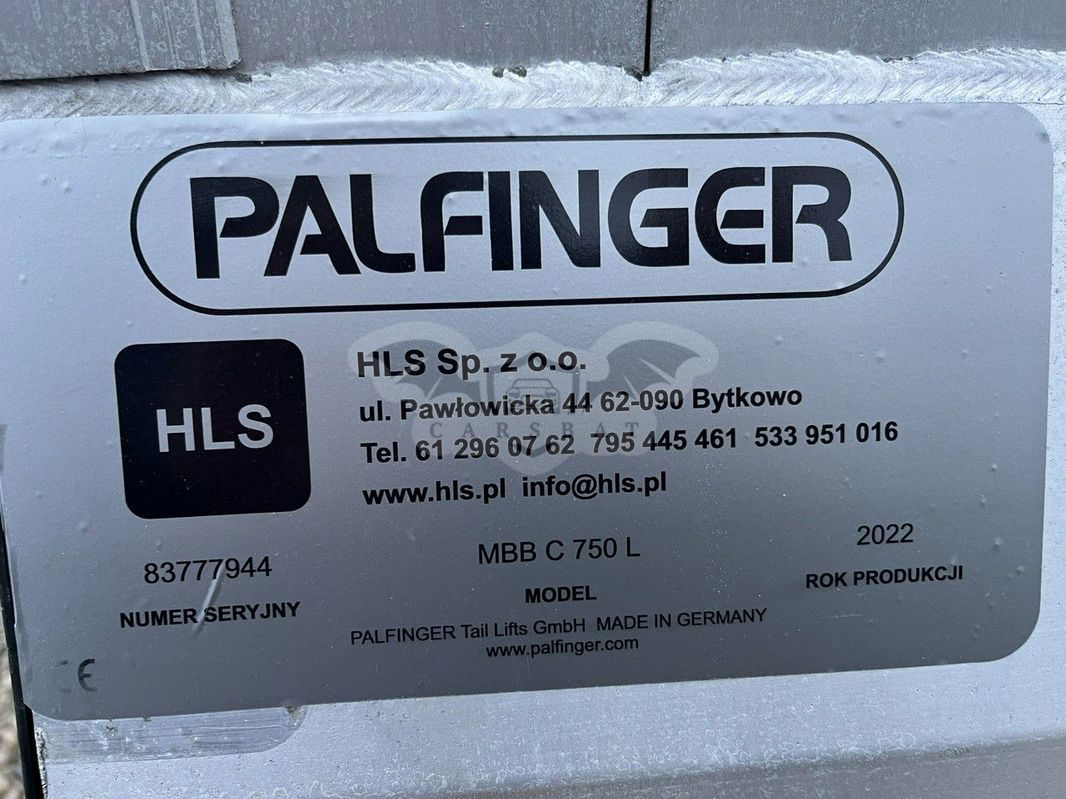 PALFINGER
HLS
HLS Sp. z o.o.
ul. Pawłowicka 44 62-090 Bytkowo
Tel. 61 296 07 62 795 445 461 533 951 016
www.hls.pl info@hls.pl
CARSBAT
83777944
NUMER SERYJNY
MBB C 750 L
MODEL
2022
ROK PRODUKCJI
PALFINGER Tail Lifts GmbH MADE IN GERMANY
www.palfinger.com
CE